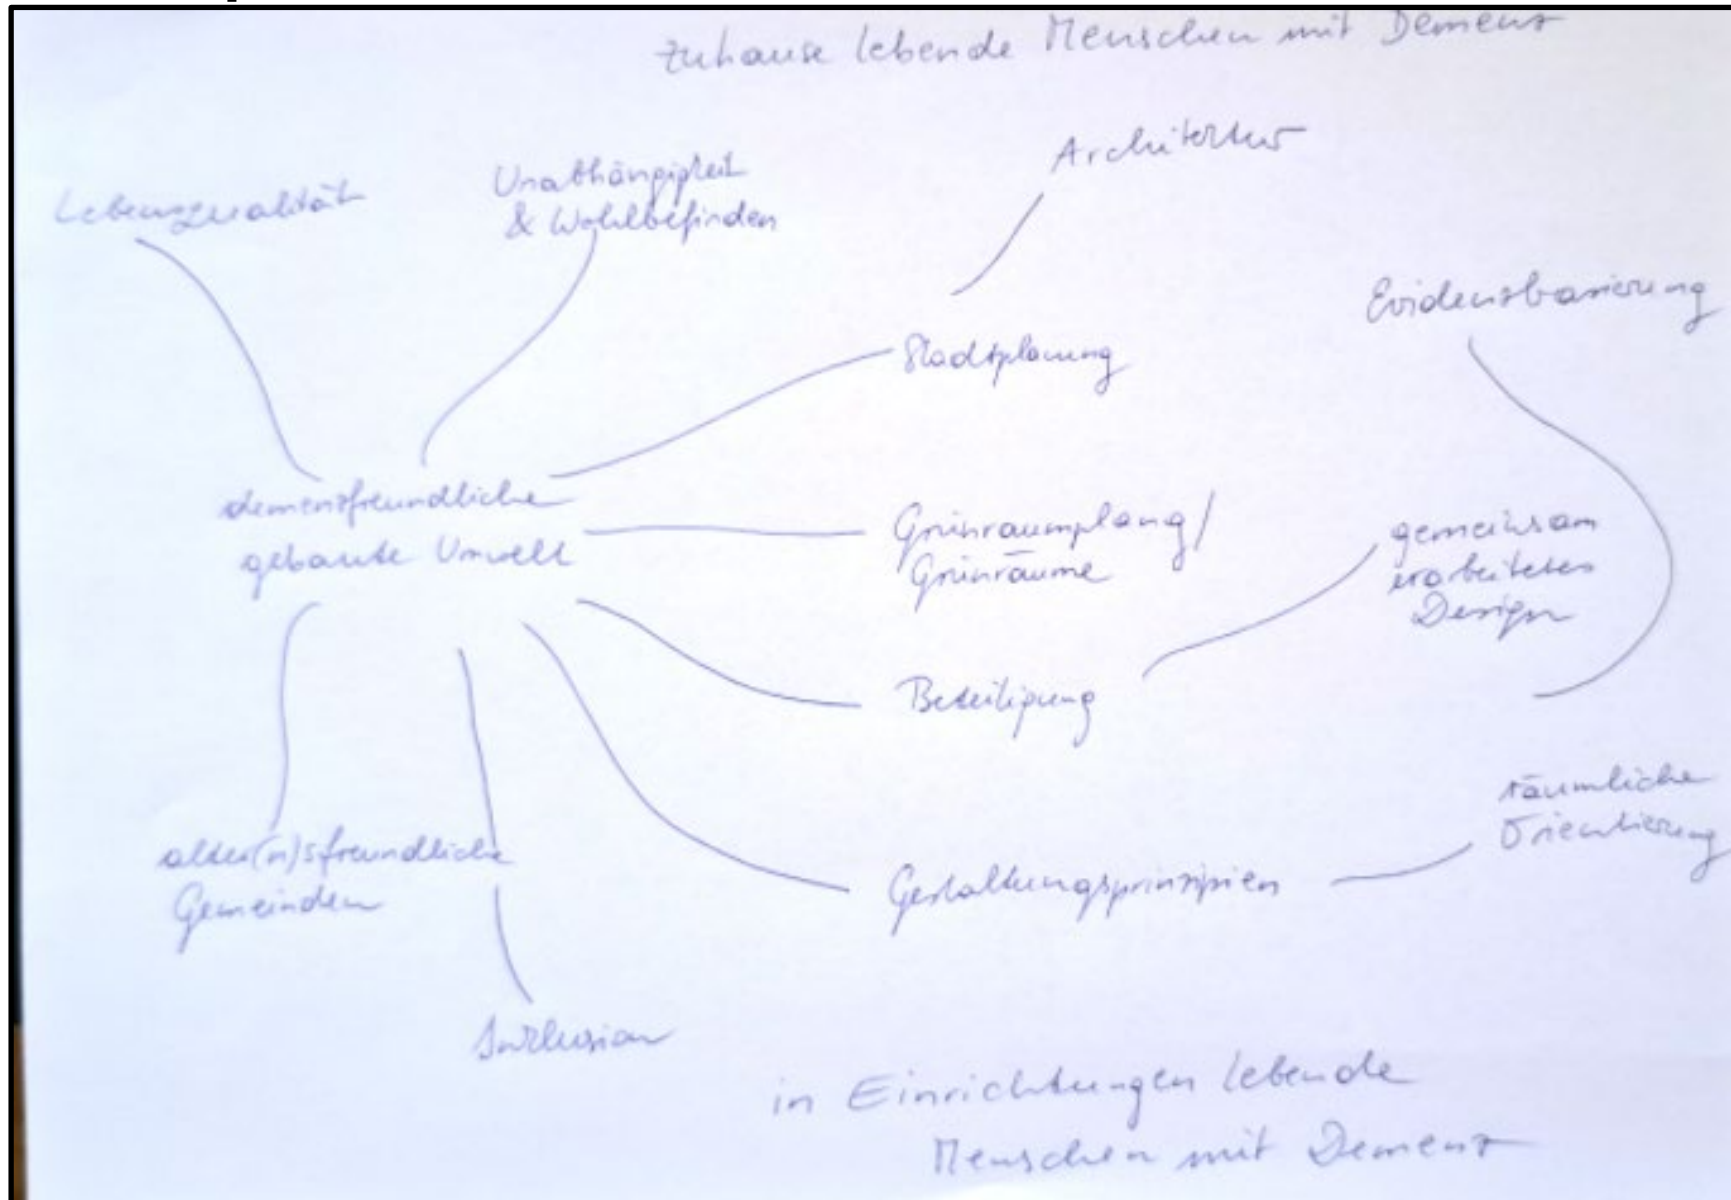 zuhause lebende Menschen mit Demenz
Architektur
Unabhängigkeit
& Wohlbefinden
Lebensqualität
Evidenzbasierung
Stadtplanung
demenzfreundliche
gebaute Umwelt
Grünraumplang/
Grünräume
gemeinsam
erarbeitetes
Design
Beteiligung
räumliche
Orientierung
alter(n)sfreundliche
Gemeinden
Gestaltungsprinzipien
Inklusion
in Einrichtungen lebende
Menschen mit Demenz